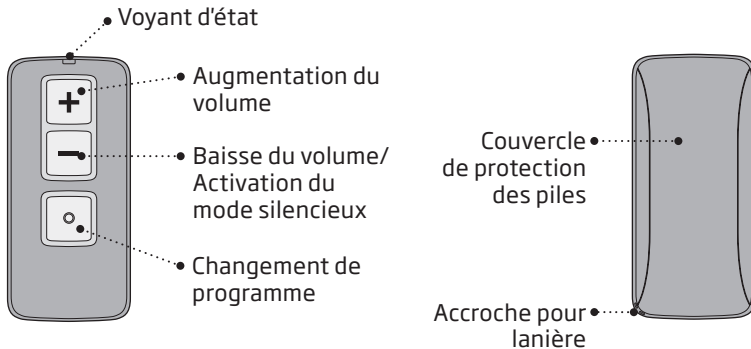 Voyant d'état
Augmentation du
volume
Baisse du volume/
Activation du
mode silencieux
Changement de
programme
Couvercle
de protection
des piles
Accroche pour
lanière